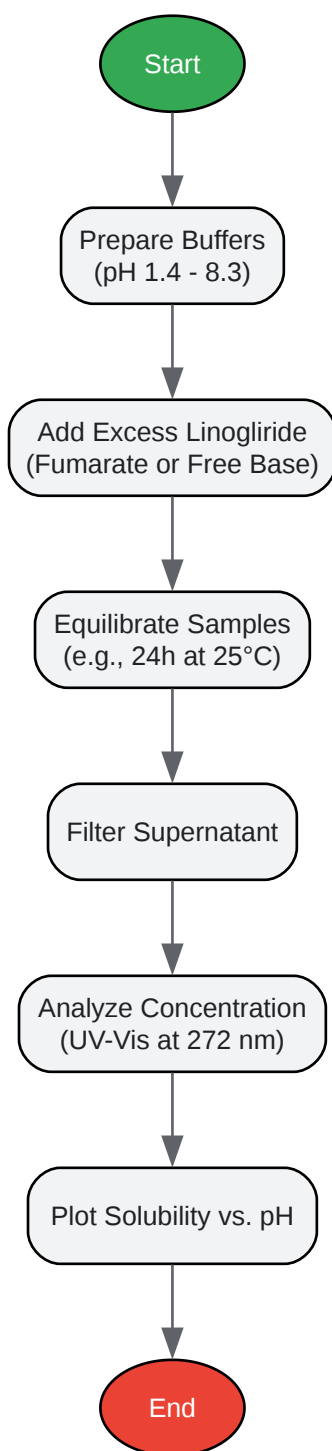 Start
Prepare Buffers
(pH 1.4 - 8.3)
Add Excess Linogliride
(Fumarate or Free Base)
Equilibrate Samples
(e.g., 24h at 25°C)
Filter Supernatant
Analyze Concentration
(UV-Vis at 272 nm)
Plot Solubility vs. pH
End